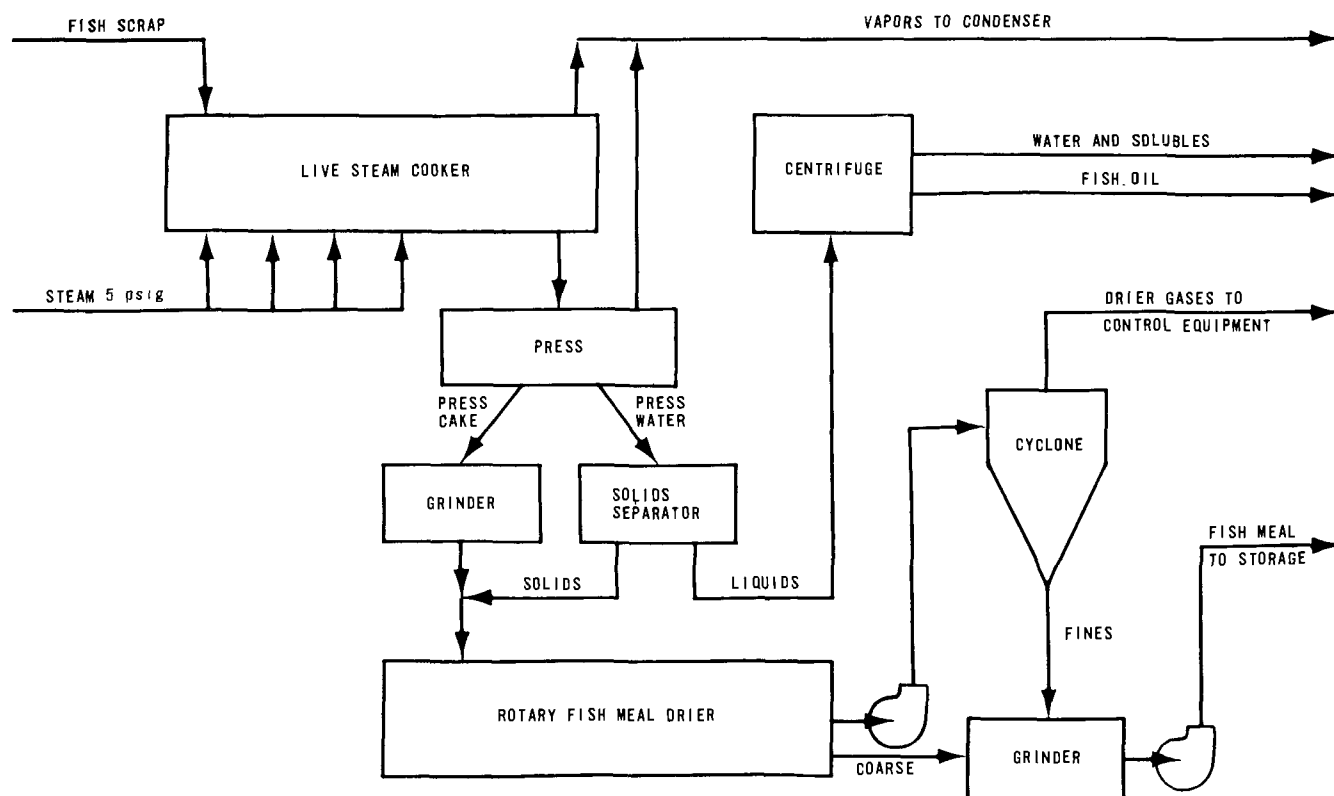 FISH SCRAP
VAPORS TO CONDENSER
LIVE STEAM COOKER
CENTRIFUGE
WATER AND SOLUBLES
FISH. OIL
STEAM 5 psig
PRESS
DRIER GASES TO
CONTROL EQUIPMENT
PRESS
CAKE
PRESS
WATER
CYCLONE
GRINDER
SOLIDS
SEPARATOR
FISH MEAL
TO STORAGE
SOLIDS
LIQUIDS
FINES
ROTARY FISH MEAL DRIER
COARSE
GRINDER